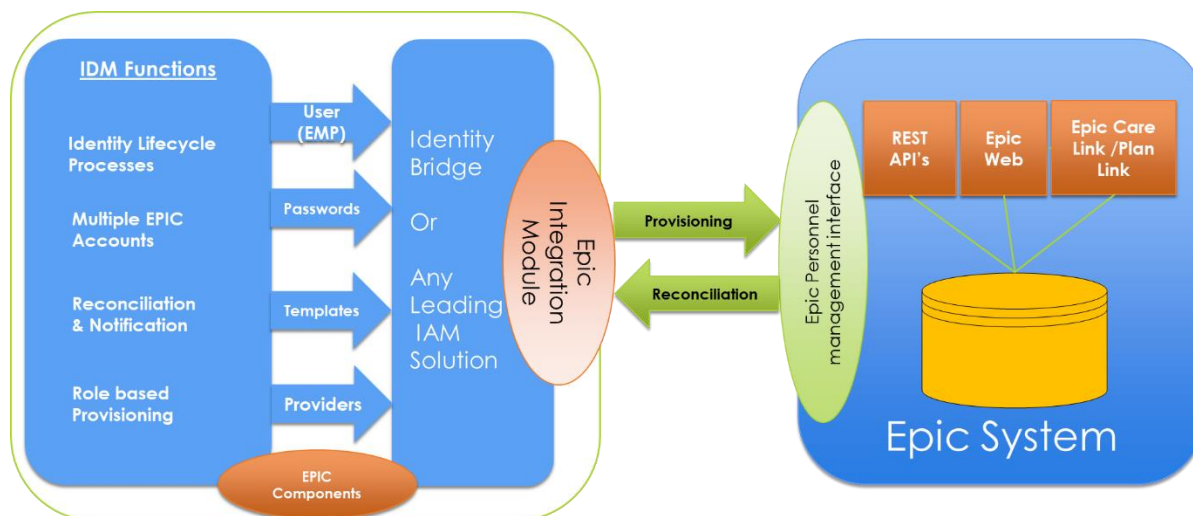 IDM Functions
Identity Lifecycle
Processes
Multiple EPIC
Accounts
Reconciliation
& Notification
Role based
Provisioning
User
(EMP)
Passwords
Templates
Providers
EPIC
Components
Identity
Bridge
Or
Any
Leading
IAM
Solution
Epic
Integration
Module
Provisioning
Reconciliation
Epic Personnel
management interface
REST
API's
Epic
Web
Epic Care
Link /Plan
Link
Epic System